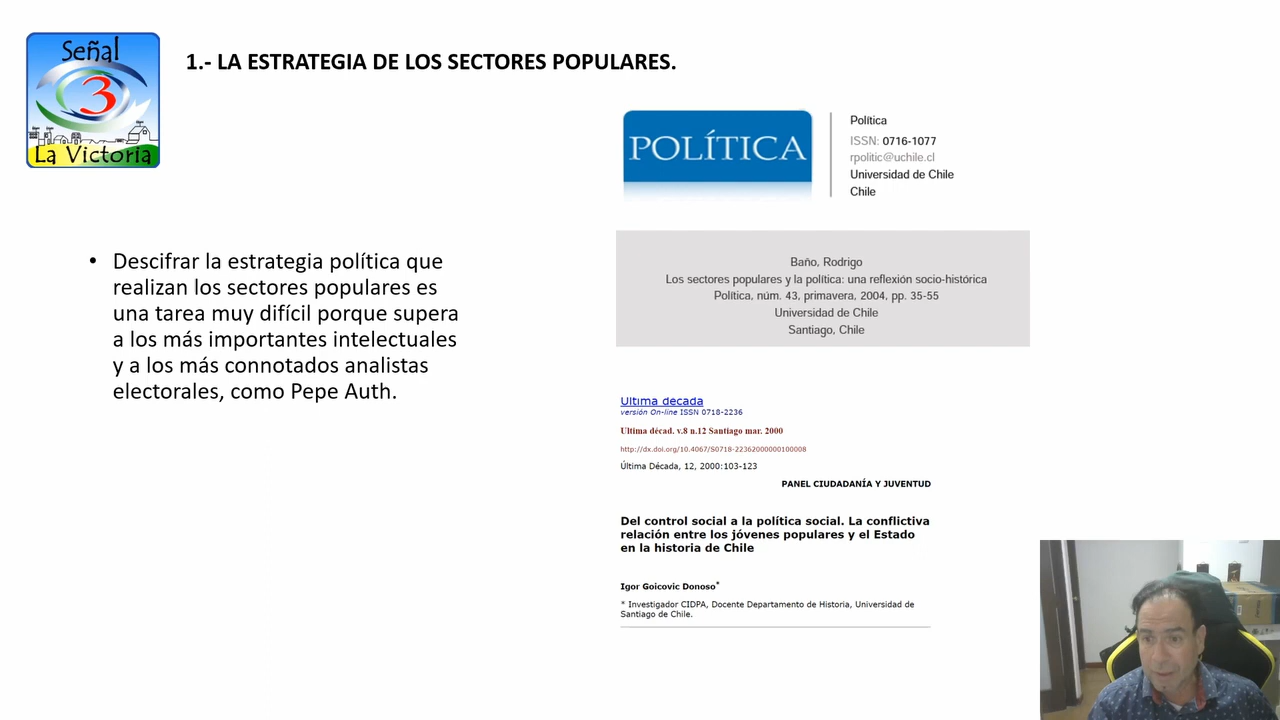 Señal
3
La Victoria
1.- LA ESTRATEGIA DE LOS SECTORES POPULARES.
• Descifrar la estrategia política que
realizan los sectores populares es
una tarea muy difícil porque supera
a los más importantes intelectuales
y a los más connotados analistas
electorales, como Pepe Auth.
POLÍTICA
Política
ISSN: 0716-1077
rpolitic@uchile.cl
Universidad de Chile
Chile
Baño, Rodrigo
Los sectores populares y la política: una reflexión socio-histórica
Política, núm. 43, primavera, 2004, pp. 35-55
Universidad de Chile
Santiago, Chile
Ultima década
versión On-line ISSN 0718-2236
Ultima décad. v.8 n.12 Santiago mar. 2000
http://dx.doi.org/10.4067/S0718-22362000000100008
Última Década, 12, 2000:103-123
PANEL CIUDADANÍA Y JUVENTUD
Del control social a la política social. La conflictiva
relación entre los jóvenes populares y el Estado
en la historia de Chile
Igor Goicovic Donoso*
* Investigador CIDPA, Docente Departamento de Historia, Universidad de
Santiago de Chile.